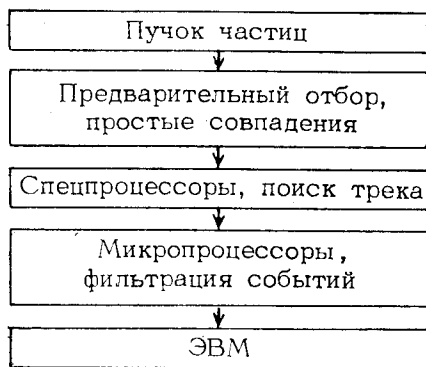 Пучок частиц
Предварительный отбор,
простые совпадения
Спецпроцессоры, поиск трека
Микропроцессоры,
фильтрация событий
ЭВМ